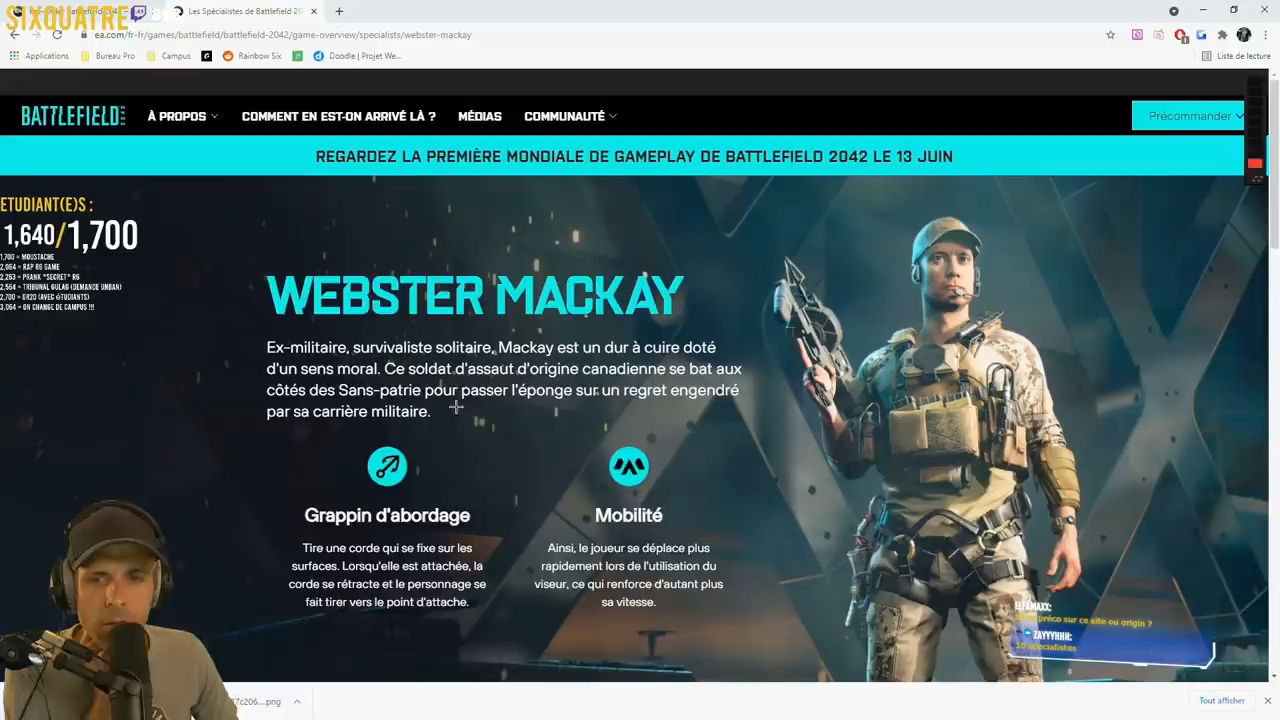 SIXQUATRE
Les Spécialistes de Battlefield 20
ea.com/fr-fr/games/battlefield/battlefield-2042/game-overview/specialists/webster-mackay
Applications
Bureau Pro
Campus
Rainbow Six
Doodle | Projet We...
Liste de lecture
BATTLEFIELD 2042
À PROPOS
COMMENT EN EST-ON ARRIVÉ LÀ ?
MÉDIAS
COMMUNAUTÉ
Précommander
REGARDEZ LA PREMIÈRE MONDIALE DE GAMEPLAY DE BATTLEFIELD 2042 LE 13 JUIN
ETUDIANT(E)S :
1,640/1,700
1,700 = MOUSTACHE
2,064 = RAP R6 GAME
2,263 = PRANK *SECRET* R6
2,564 = TRIBUNAL GULAG (DEMANDE UNBAN)
2,700 = GR20 (AVEC éTUDIANTS)
3,064 = ON CHANGE DE CAMPUS !!!
WEBSTER MACKAY
Ex-militaire, survivaliste solitaire, Mackay est un dur à cuire doté
d'un sens moral. Ce soldat d'assaut d'origine canadienne se bat aux
côtés des Sans-patrie pour passer l'éponge sur un regret engendré
par sa carrière militaire.
Grappin d'abordage
Tire une corde qui se fixe sur les
surfaces. Lorsqu'elle est attachée, la
corde se rétracte et le personnage se
fait tirer vers le point d'attache.
Mobilité
Ainsi, le joueur se déplace plus
rapidement lors de l'utilisation du
viseur, ce qui renforce d'autant plus
sa vitesse.
ELFAMAXX:
préco sur ce site ou origin ?
ZAYYYHHH:
10 specialistes
7c206....png
Tout afficher